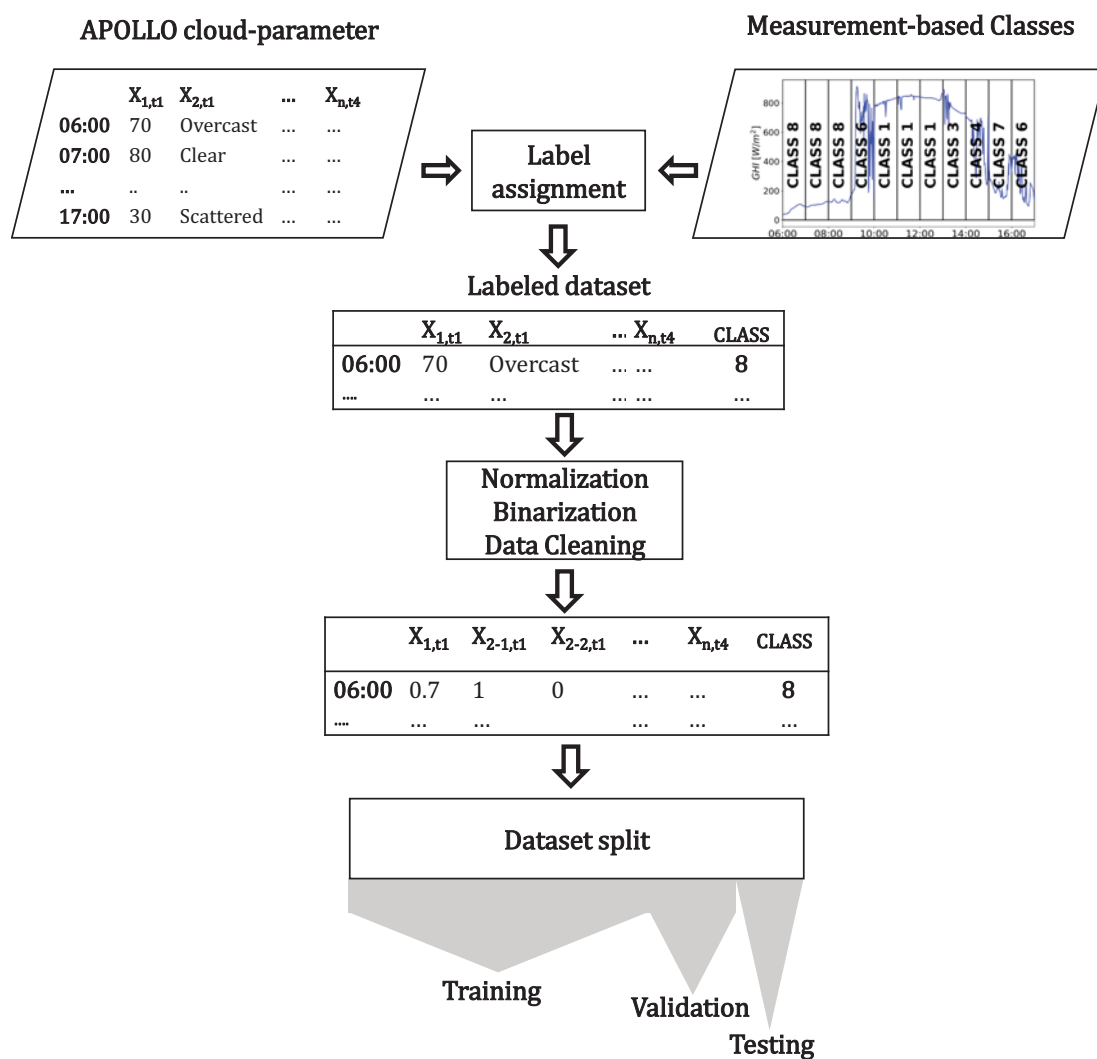 APOLLO cloud-parameter
Measurement-based Classes
X1,t1 X2,t1 ... Xn,t4
06:00 70 Overcast ... ...
07:00 80 Clear ... ...
... .. .. ... ...
17:00 30 Scattered ... ...
Label
assignment
GHI [W/m²]
800
600
400
200
0
CLASS 8
CLASS 8
CLASS 8
CLASS 6
CLASS 1
CLASS 1
CLASS 1
CLASS 3
CLASS 4
CLASS 7
CLASS 6
06:00 08:00 10:00 12:00 14:00 16:00
Labeled dataset
X1,t1 X2,t1 ... Xn,t4 CLASS
06:00 70 Overcast ... ... 8
.... ... ... ... ... ...
Normalization
Binarization
Data Cleaning
X1,t1 X2-1,t1 X2-2,t1 ... Xn,t4 CLASS
06:00 0.7 1 0 ... ... 8
.... ... ... ... ... ...
Dataset split
Training
Validation
Testing